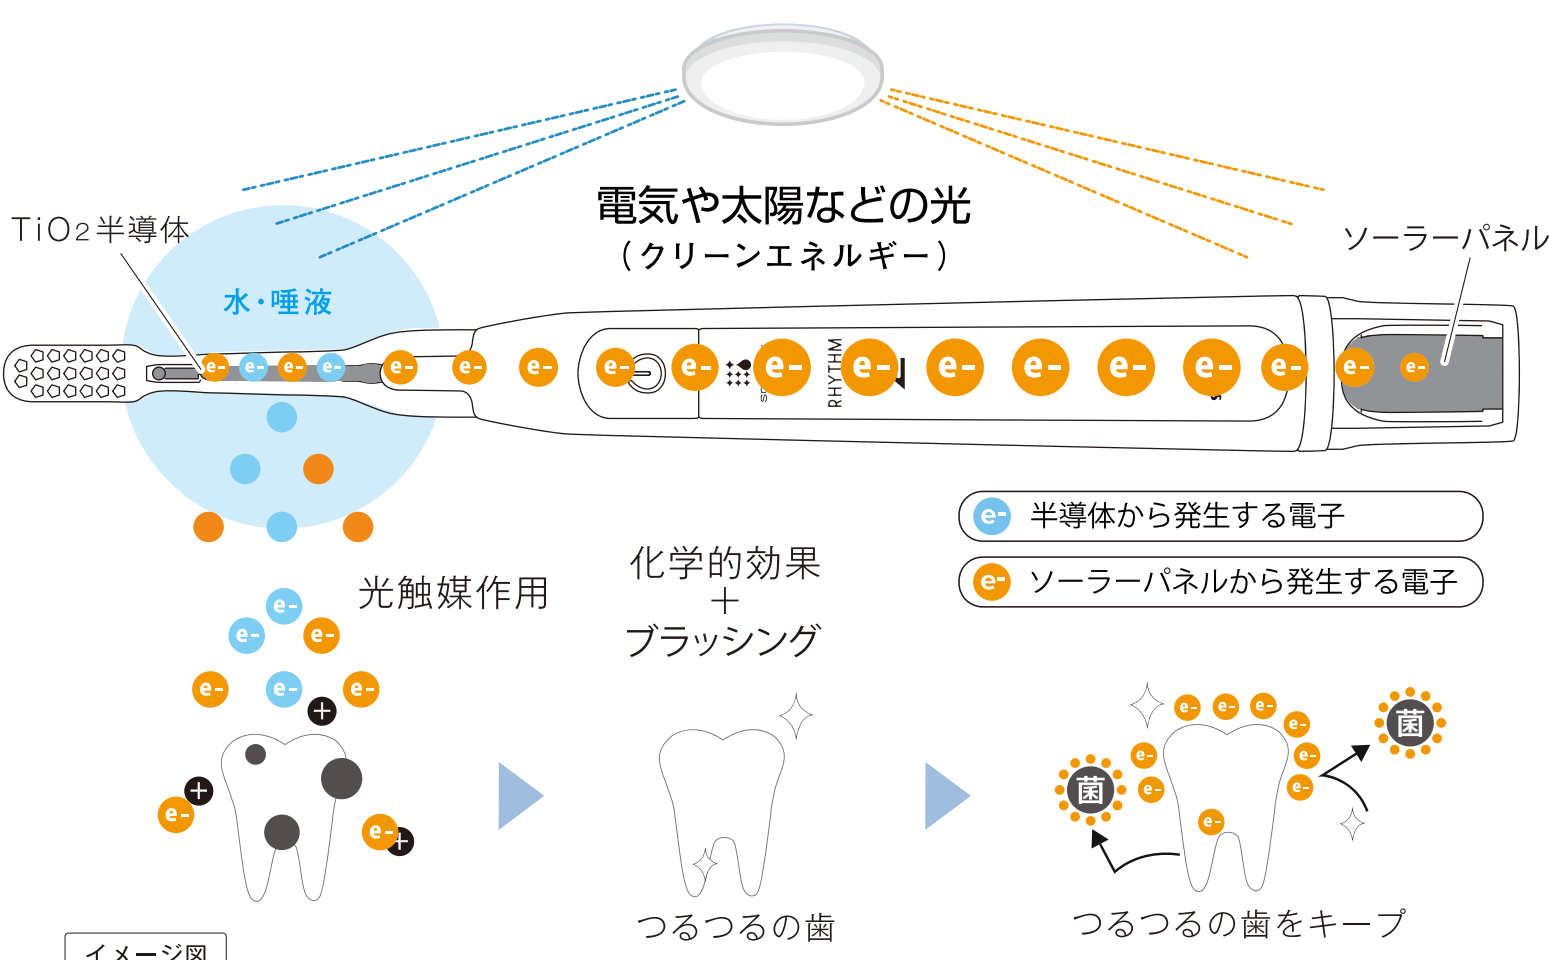 電気や太陽などの光
（クリーンエネルギー）
TiO2半導体
ソーラーパネル
水・唾液
e- e- e- e- e- e- e- e- e- e- e- e- e- e- e- e- e- e-
RHYTHM
e- 半導体から発生する電子
e- ソーラーパネルから発生する電子
光触媒作用
化学的効果
＋
ブラッシング
e-
e- e-
e- e- e-
+
+
e-
e- +
e- e- e-
e-
e- e-
e- e-
e-
菌
菌
つるつるの歯
つるつるの歯をキープ
イメージ図